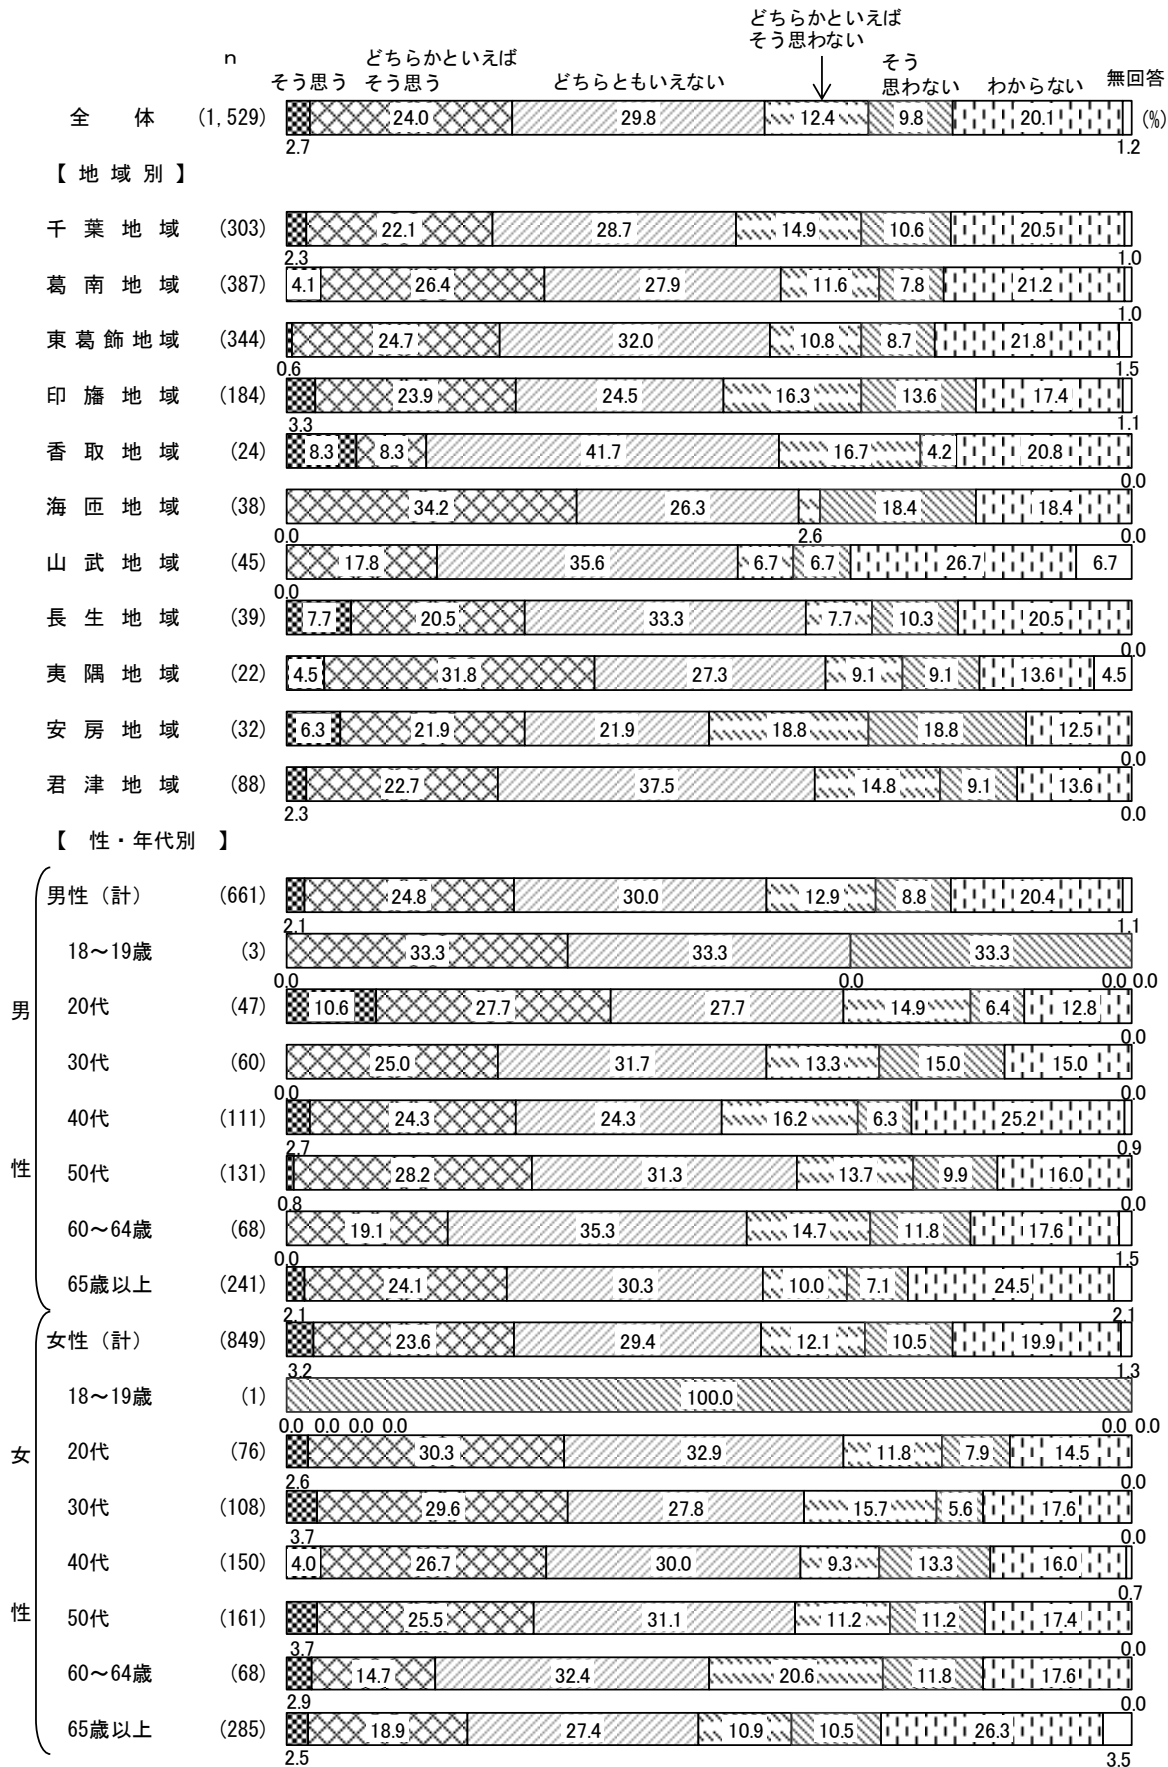 どちらかといえば
そう思わない
n
どちらかといえば
そう思う
そう思う
どちらともいえない
そう
思わない
わからない
無回答
全 体 (1,529) 24.0 29.8 12.4 9.8 20.1 (%)
2.7 1.2
【 地 域 別 】
千 葉 地 域 (303) 22.1 28.7 14.9 10.6 20.5
2.3 1.0
葛 南 地 域 (387) 4.1 26.4 27.9 11.6 7.8 21.2
1.0
東 葛 飾 地 域 (344) 24.7 32.0 10.8 8.7 21.8
0.6 1.5
印 旛 地 域 (184) 23.9 24.5 16.3 13.6 17.4
3.3 1.1
香 取 地 域 (24) 8.3 8.3 41.7 16.7 4.2 20.8
0.0
海 匝 地 域 (38) 34.2 26.3 18.4 18.4
0.0 2.6 0.0
山 武 地 域 (45) 17.8 35.6 6.7 6.7 26.7 6.7
0.0
長 生 地 域 (39) 7.7 20.5 33.3 7.7 10.3 20.5
0.0
夷 隅 地 域 (22) 4.5 31.8 27.3 9.1 9.1 13.6 4.5
安 房 地 域 (32) 6.3 21.9 21.9 18.8 18.8 12.5
0.0
君 津 地 域 (88) 22.7 37.5 14.8 9.1 13.6
2.3 0.0
【 性・年代別 】
男性（計） (661) 24.8 30.0 12.9 8.8 20.4
2.1 1.1
18～19歳 (3) 33.3 33.3 33.3
0.0 0.0 0.0 0.0
男
20代 (47) 10.6 27.7 27.7 14.9 6.4 12.8
0.0
30代 (60) 25.0 31.7 13.3 15.0 15.0
0.0 0.0
40代 (111) 24.3 24.3 16.2 6.3 25.2
2.7 0.9
性
50代 (131) 28.2 31.3 13.7 9.9 16.0
0.8 0.0
60～64歳 (68) 19.1 35.3 14.7 11.8 17.6
0.0 1.5
65歳以上 (241) 24.1 30.3 10.0 7.1 24.5
2.1 2.1
女性（計） (849) 23.6 29.4 12.1 10.5 19.9
3.2 1.3
18～19歳 (1) 100.0
0.0 0.0 0.0 0.0 0.0 0.0
女
20代 (76) 30.3 32.9 11.8 7.9 14.5
2.6 0.0
30代 (108) 29.6 27.8 15.7 5.6 17.6
3.7 0.0
40代 (150) 4.0 26.7 30.0 9.3 13.3 16.0
0.7
性
50代 (161) 25.5 31.1 11.2 11.2 17.4
3.7 0.0
60～64歳 (68) 14.7 32.4 20.6 11.8 17.6
2.9 0.0
65歳以上 (285) 18.9 27.4 10.9 10.5 26.3
2.5 3.5